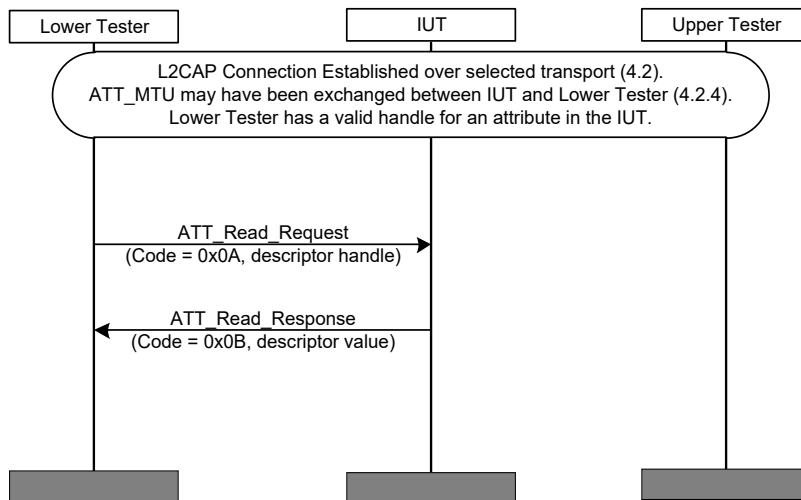 Lower Tester
IUT
Upper Tester
L2CAP Connection Established over selected transport (4.2).
ATT_MTU may have been exchanged between IUT and Lower Tester (4.2.4).
Lower Tester has a valid handle for an attribute in the IUT.
ATT_Read_Request
(Code = 0x0A, descriptor handle)
ATT_Read_Response
(Code = 0x0B, descriptor value)